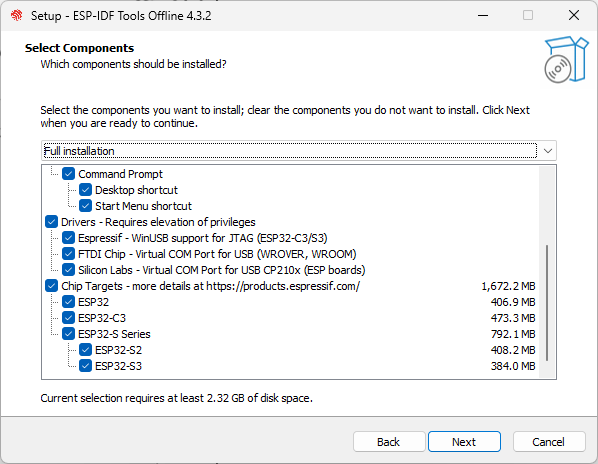 Setup - ESP-IDF Tools Offline 4.3.2
Select Components
Which components should be installed?
Select the components you want to install; clear the components you do not want to install. Click Next
when you are ready to continue.
Full installation
Command Prompt
Desktop shortcut
Start Menu shortcut
Drivers - Requires elevation of privileges
Espressif - WinUSB support for JTAG (ESP32-C3/S3)
FTDI Chip - Virtual COM Port for USB (WROVER, WROOM)
Silicon Labs - Virtual COM Port for USB CP210x (ESP boards)
Chip Targets - more details at https://products.espressif.com/ 1,672.2 MB
ESP32 406.9 MB
ESP32-C3 473.3 MB
ESP32-S Series 792.1 MB
ESP32-S2 408.2 MB
ESP32-S3 384.0 MB
Current selection requires at least 2.32 GB of disk space.
Back Next Cancel